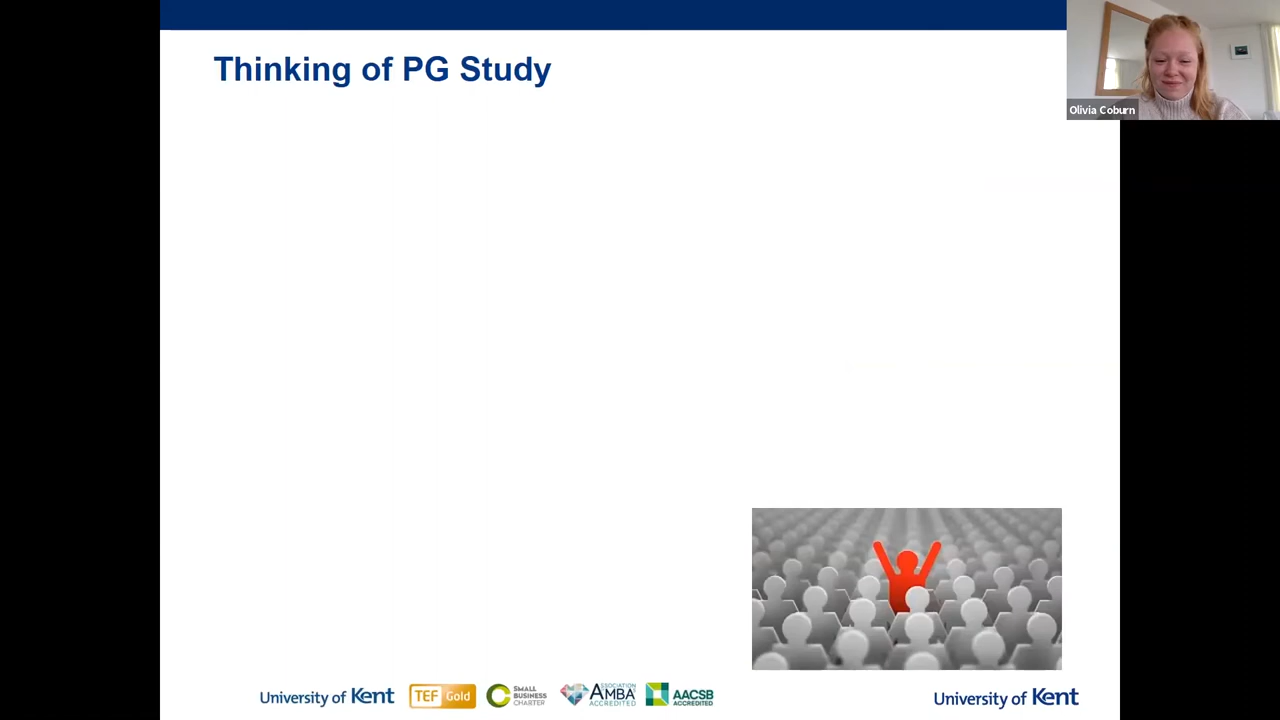 Thinking of PG Study
Olivia Coburn
University of Kent
TEF Gold
SMALL
BUSINESS
CHARTER
ASSOCIATION
AMBA
ACCREDITED
AACSB
ACCREDITED
University of Kent